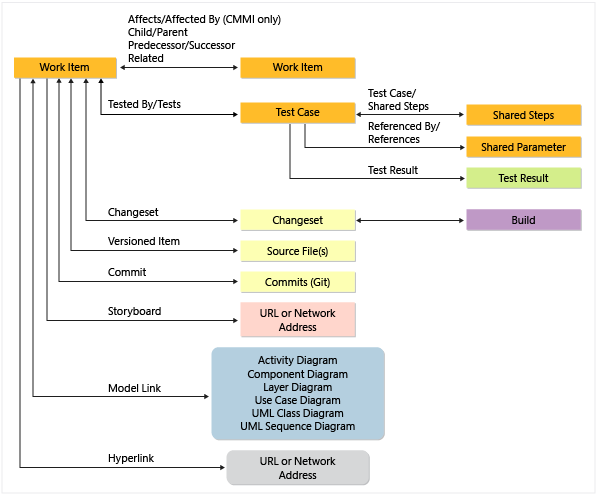 Affects/Affected By (CMMI only)
Child/Parent
Predecessor/Successor
Related
Work Item
Work Item
Tested By/Tests
Test Case
Test Case/
Shared Steps
Shared Steps
Referenced By/
References
Shared Parameter
Test Result
Test Result
Changeset
Changeset
Build
Versioned Item
Source File(s)
Commit
Commits (Git)
Storyboard
URL or Network
Address
Model Link
Activity Diagram
Component Diagram
Layer Diagram
Use Case Diagram
UML Class Diagram
UML Sequence Diagram
Hyperlink
URL or Network
Address